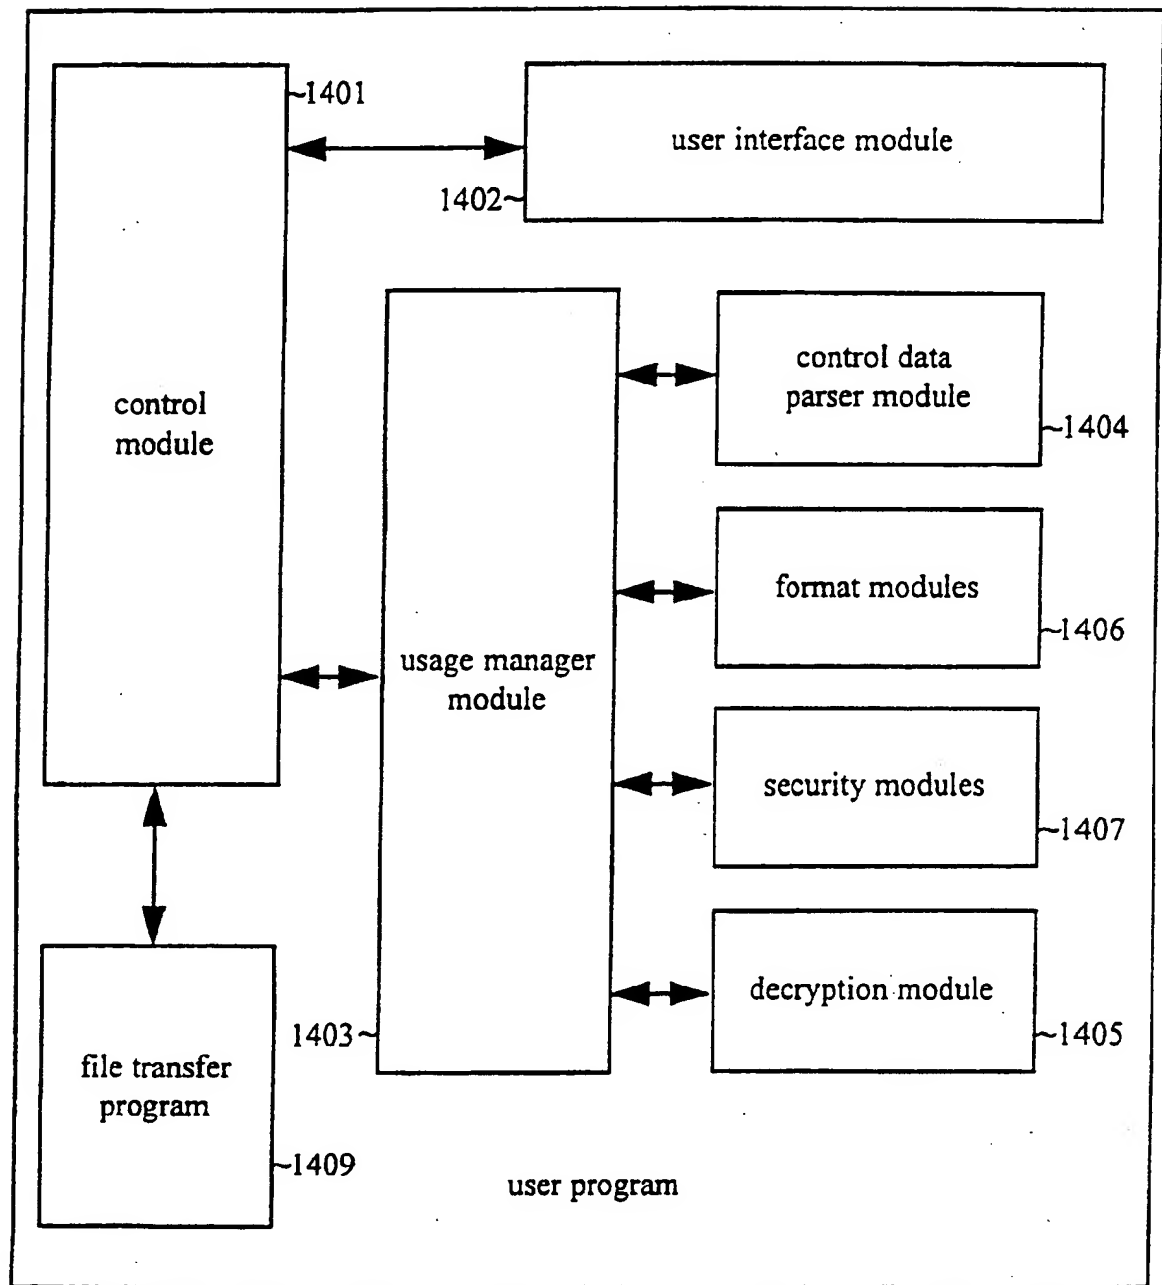 1401
user interface module
1402
control
module
control data
parser module
1404
format modules
1406
usage manager
module
security modules
1407
decryption module
1405
1403
file transfer
program
1409
user program